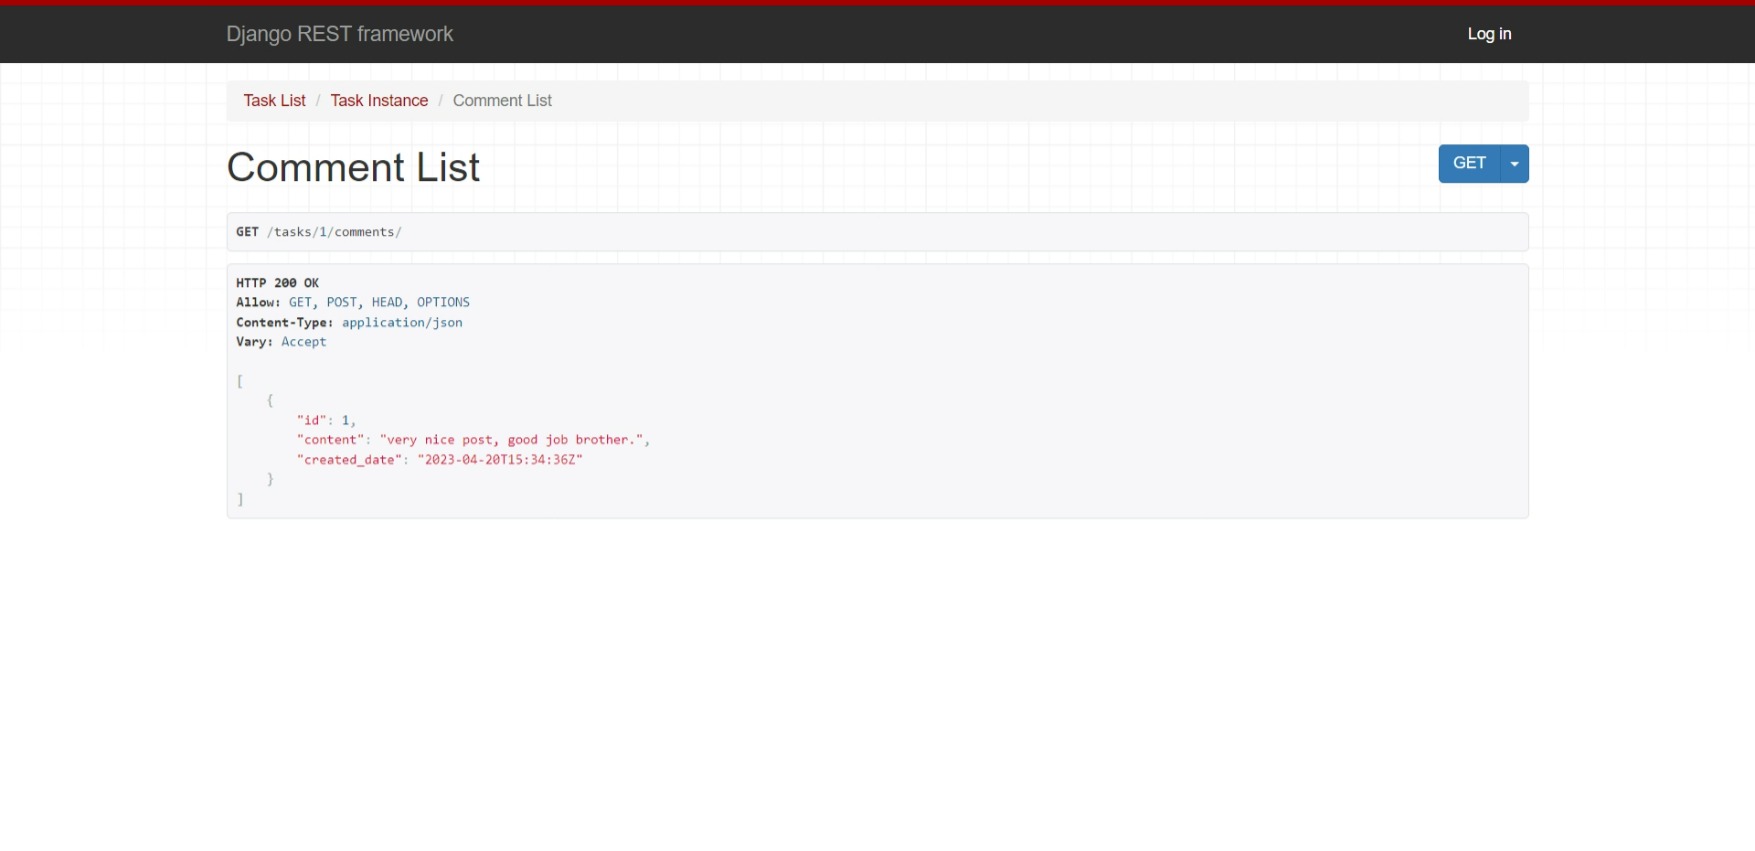 Django REST framework
Log in
Task List / Task Instance / Comment List
Comment List
GET
GET /tasks/1/comments/
HTTP 200 OK
Allow: GET, POST, HEAD, OPTIONS
Content-Type: application/json
Vary: Accept
[
    {
        "id": 1,
        "content": "very nice post, good job brother.",
        "created_date": "2023-04-20T15:34:36Z"
    }
]